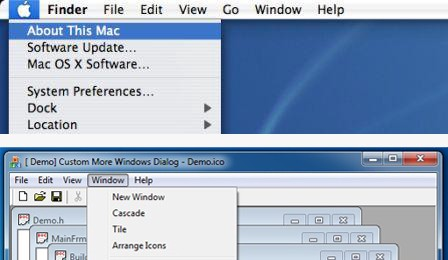 Finder File Edit View Go Window Help
About This Mac
Software Update...
Mac OS X Software...
System Preferences...
Dock
Location
[ Demo] Custom More Windows Dialog - Demo.ico
File Edit View Window Help
New Window
Cascade
Tile
Arrange Icons
Demo.h
MainFrm
Buil